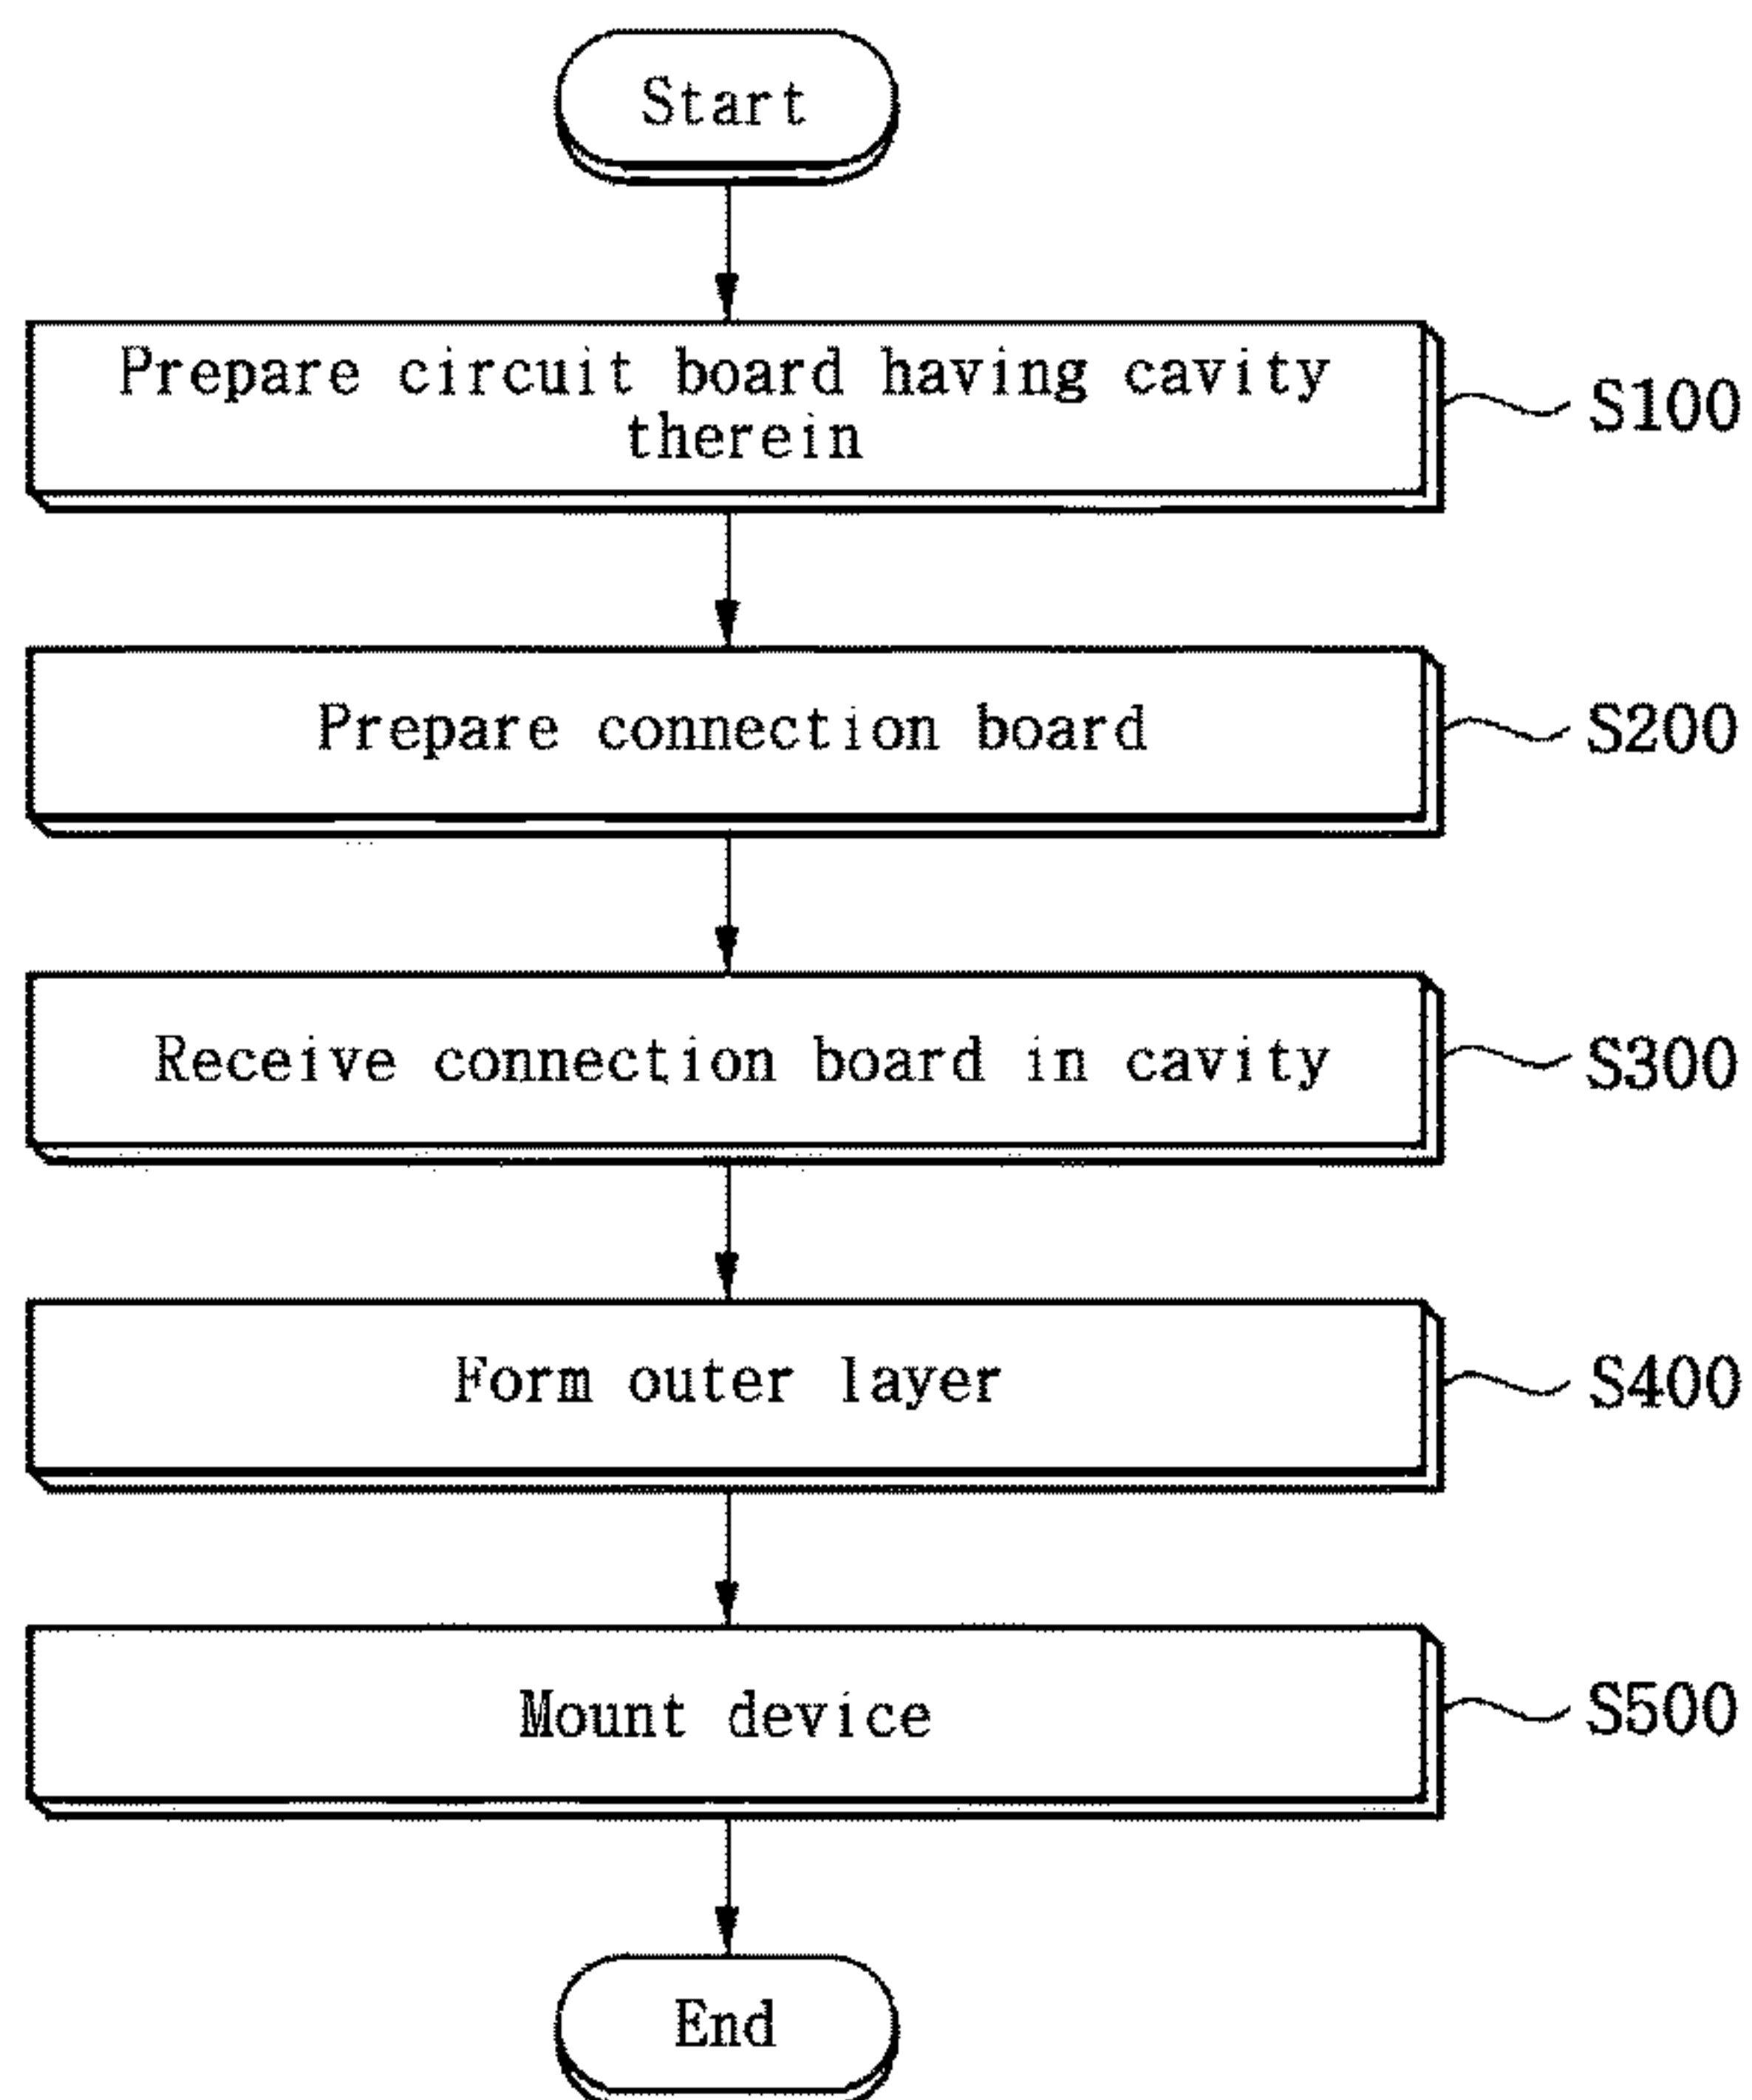 Start
Prepare circuit board having cavity
therein
S100
Prepare connection board
S200
Receive connection board in cavity
S300
Form outer layer
S400
Mount device
S500
End